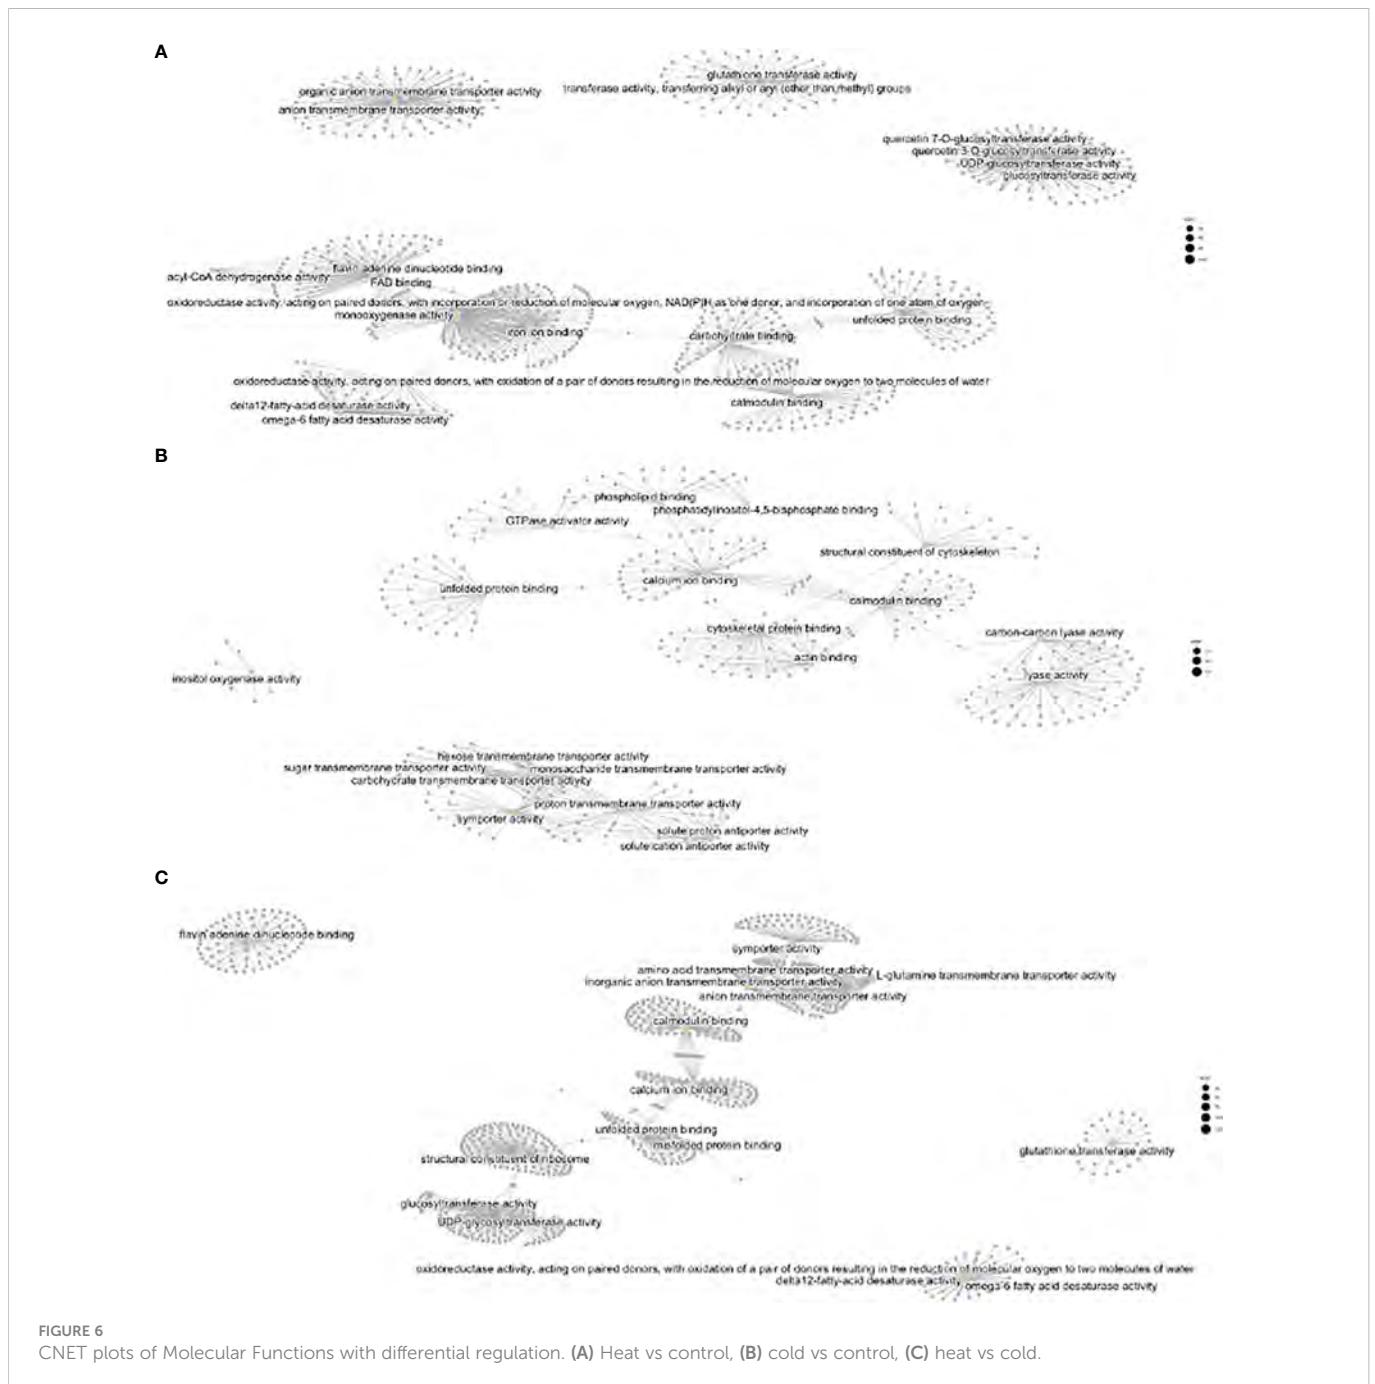 A
glutathione transferase activity
organic anion transmembrane transporter activity
transferase activity, transferring alkyl or aryl (other than methyl) groups
anion transmembrane transporter activity
quercetin 7-O-glucosyltransferase activity
quercetin 3-O-glucosyltransferase activity
UDP-glucosyltransferase activity
glucosyltransferase activity
flavin adenine dinucleotide binding
acyl-CoA dehydrogenase activity
FAD binding
oxidoreductase activity, acting on paired donors, with incorporation or reduction of molecular oxygen, NAD(P)H as one donor, and incorporation of one atom of oxygen
monooxygenase activity
unfolded protein binding
iron ion binding
carbohydrate binding
oxidoreductase activity, acting on paired donors, with oxidation of a pair of donors resulting in the reduction of molecular oxygen to two molecules of water
delta12-fatty-acid desaturase activity
calmodulin binding
omega-6 fatty acid desaturase activity
B
phospholipid binding
phosphatidylinositol-4,5-bisphosphate binding
GTPase activator activity
structural constituent of cytoskeleton
calcium ion binding
unfolded protein binding
calmodulin binding
cytoskeletal protein binding
carbon-carbon lyase activity
actin binding
lyase activity
inositol oxygenase activity
hexose transmembrane transporter activity
sugar transmembrane transporter activity
monosaccharide transmembrane transporter activity
carbohydrate transmembrane transporter activity
proton transmembrane transporter activity
symporter activity
solute:proton antiporter activity
solute:cation antiporter activity
C
flavin adenine dinucleotide binding
symporter activity
amino acid transmembrane transporter activity
L-glutamine transmembrane transporter activity
inorganic anion transmembrane transporter activity
anion transmembrane transporter activity
calmodulin binding
calcium ion binding
unfolded protein binding
misfolded protein binding
glutathione transferase activity
structural constituent of ribosome
glucosyltransferase activity
UDP-glycosyltransferase activity
oxidoreductase activity, acting on paired donors, with oxidation of a pair of donors resulting in the reduction of molecular oxygen to two molecules of water
delta12-fatty-acid desaturase activity
omega-6 fatty acid desaturase activity
FIGURE 6
CNET plots of Molecular Functions with differential regulation. (A) Heat vs control, (B) cold vs control, (C) heat vs cold.